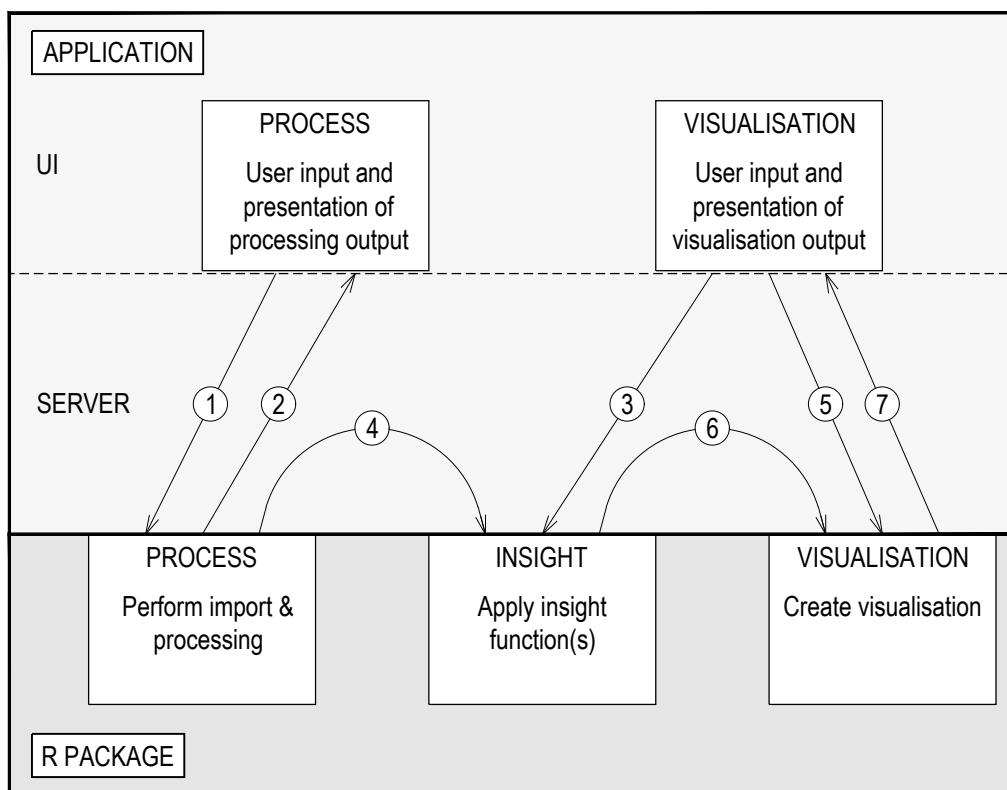 APPLICATION
UI
PROCESS
User input and
presentation of
processing output
VISUALISATION
User input and
presentation of
visualisation output
SERVER
1
2
3
4
5
6
7
PROCESS
Perform import &
processing
INSIGHT
Apply insight
function(s)
VISUALISATION
Create visualisation
R PACKAGE